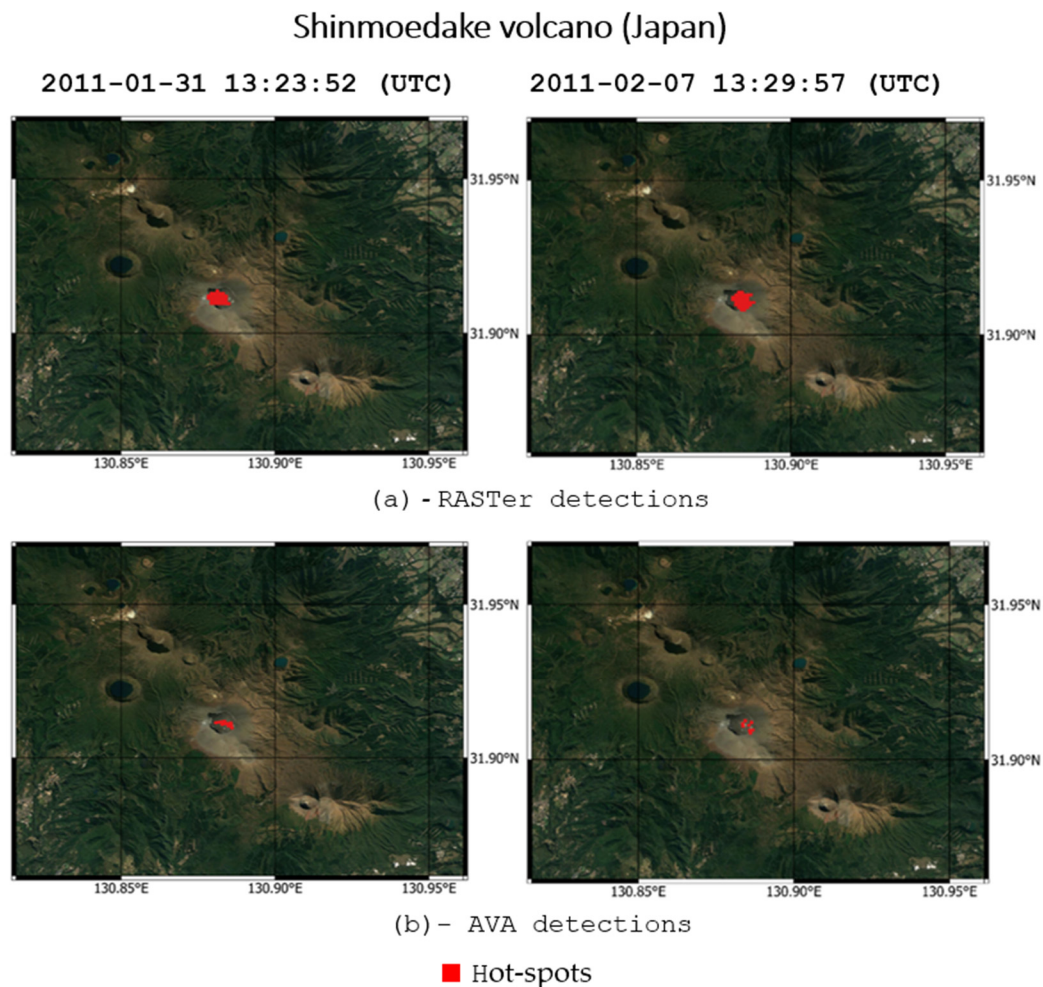 Shinmoedake volcano (Japan)
2011-01-31 13:23:52 (UTC)
2011-02-07 13:29:57 (UTC)
31.95°N
31.90°N
130.85°E 130.90°E 130.95°E
31.95°N
31.90°N
130.85°E 130.90°E 130.95°E
(a) - RASTer detections
31.95°N
31.90°N
130.85°E 130.90°E 130.95°E
31.95°N
31.90°N
130.85°E 130.90°E 130.95°E
(b) - AVA detections
Hot-spots